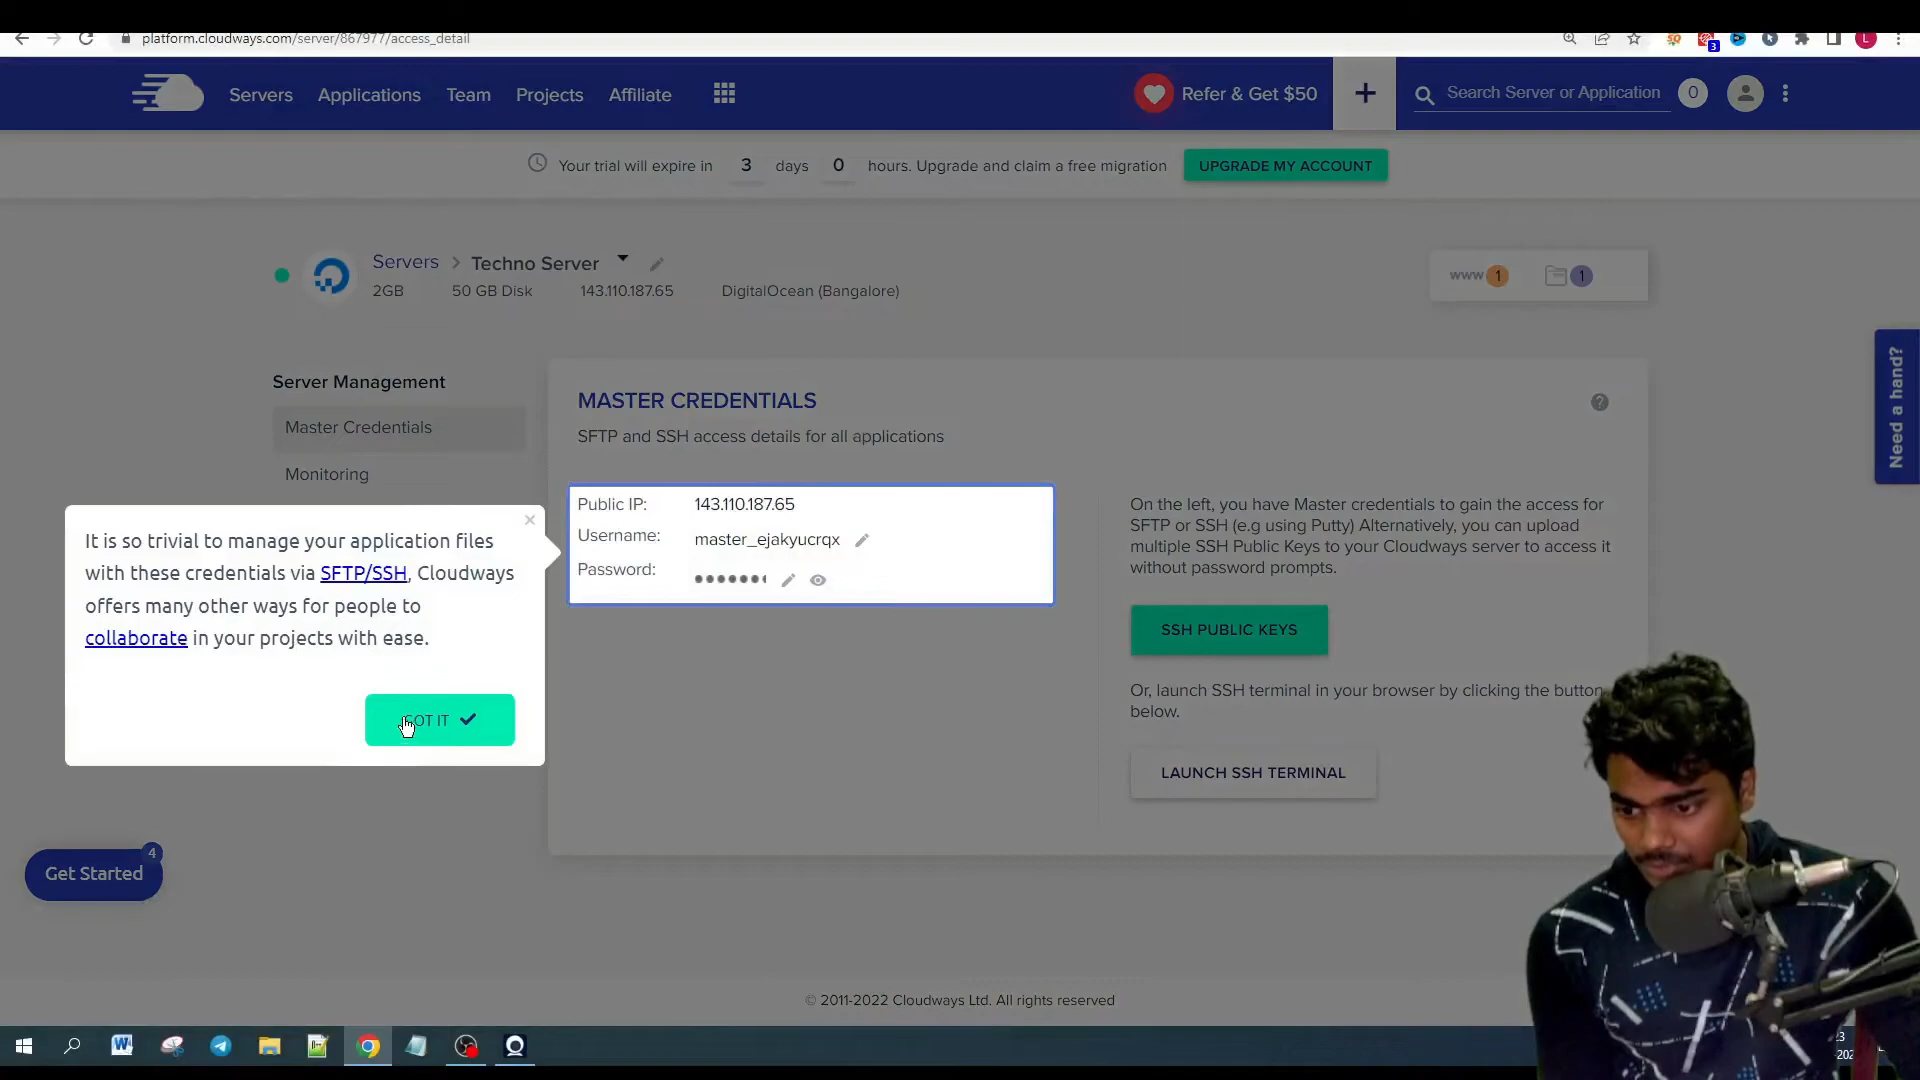 platform.cloudways.com/server/867977/access_detail
3
L
Servers
Applications
Team
Projects
Affiliate
Refer & Get $50
+
Search Server or Application
0
Your trial will expire in 3 days 0 hours. Upgrade and claim a free migration
UPGRADE MY ACCOUNT
Servers > Techno Server
2GB
50 GB Disk
143.110.187.65
DigitalOcean (Bangalore)
www 1
1
Need a hand?
Server Management
Master Credentials
Monitoring
MASTER CREDENTIALS
?
SFTP and SSH access details for all applications
Public IP: 143.110.187.65
Username: master_ejakyucrqx
Password:
On the left, you have Master credentials to gain the access for
SFTP or SSH (e.g using Putty) Alternatively, you can upload
multiple SSH Public Keys to your Cloudways server to access it
without password prompts.
SSH PUBLIC KEYS
Or, launch SSH terminal in your browser by clicking the button
below.
LAUNCH SSH TERMINAL
It is so trivial to manage your application files
with these credentials via SFTP/SSH, Cloudways
offers many other ways for people to
collaborate in your projects with ease.
GOT IT
4
Get Started
© 2011-2022 Cloudways Ltd. All rights reserved